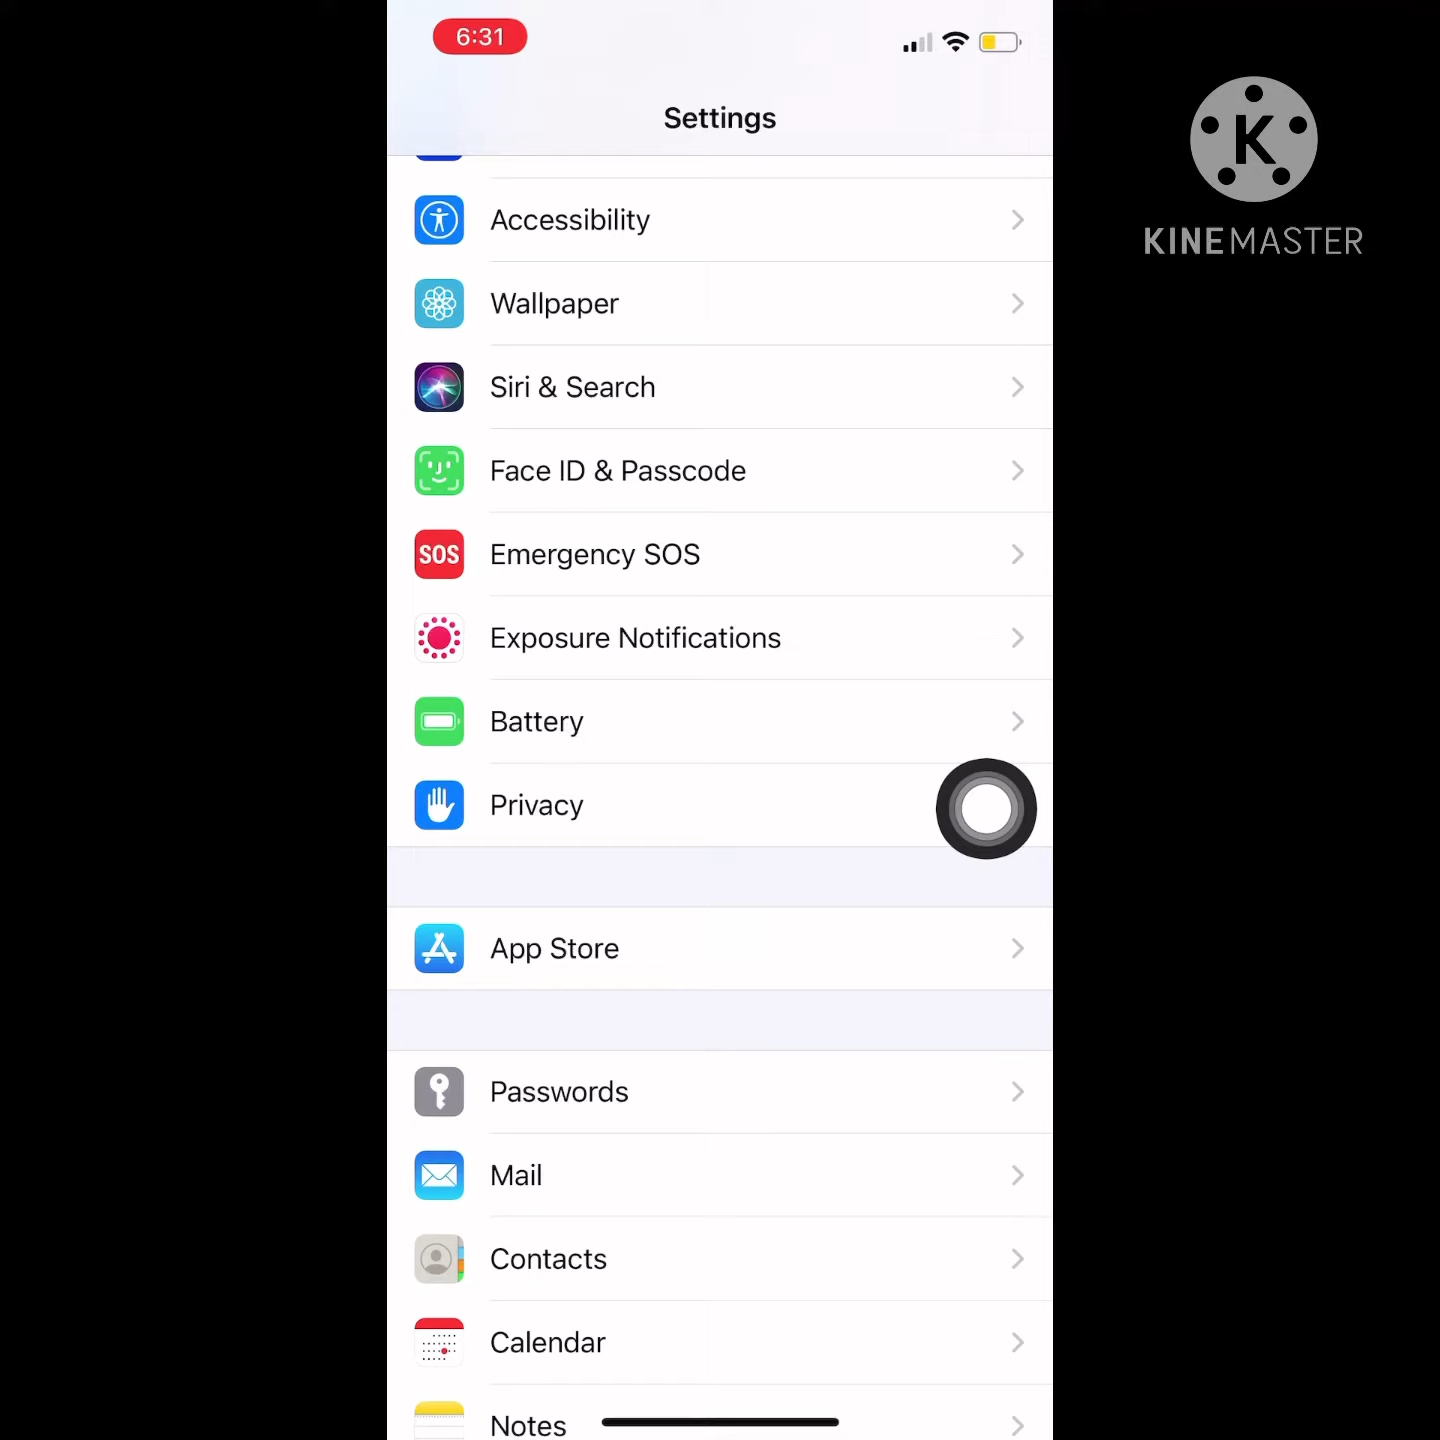 6:31
Settings
K
KINEMASTER
Accessibility
Wallpaper
Siri & Search
Face ID & Passcode
SOS
Emergency SOS
Exposure Notifications
Battery
Privacy
App Store
Passwords
Mail
Contacts
Calendar
Notes